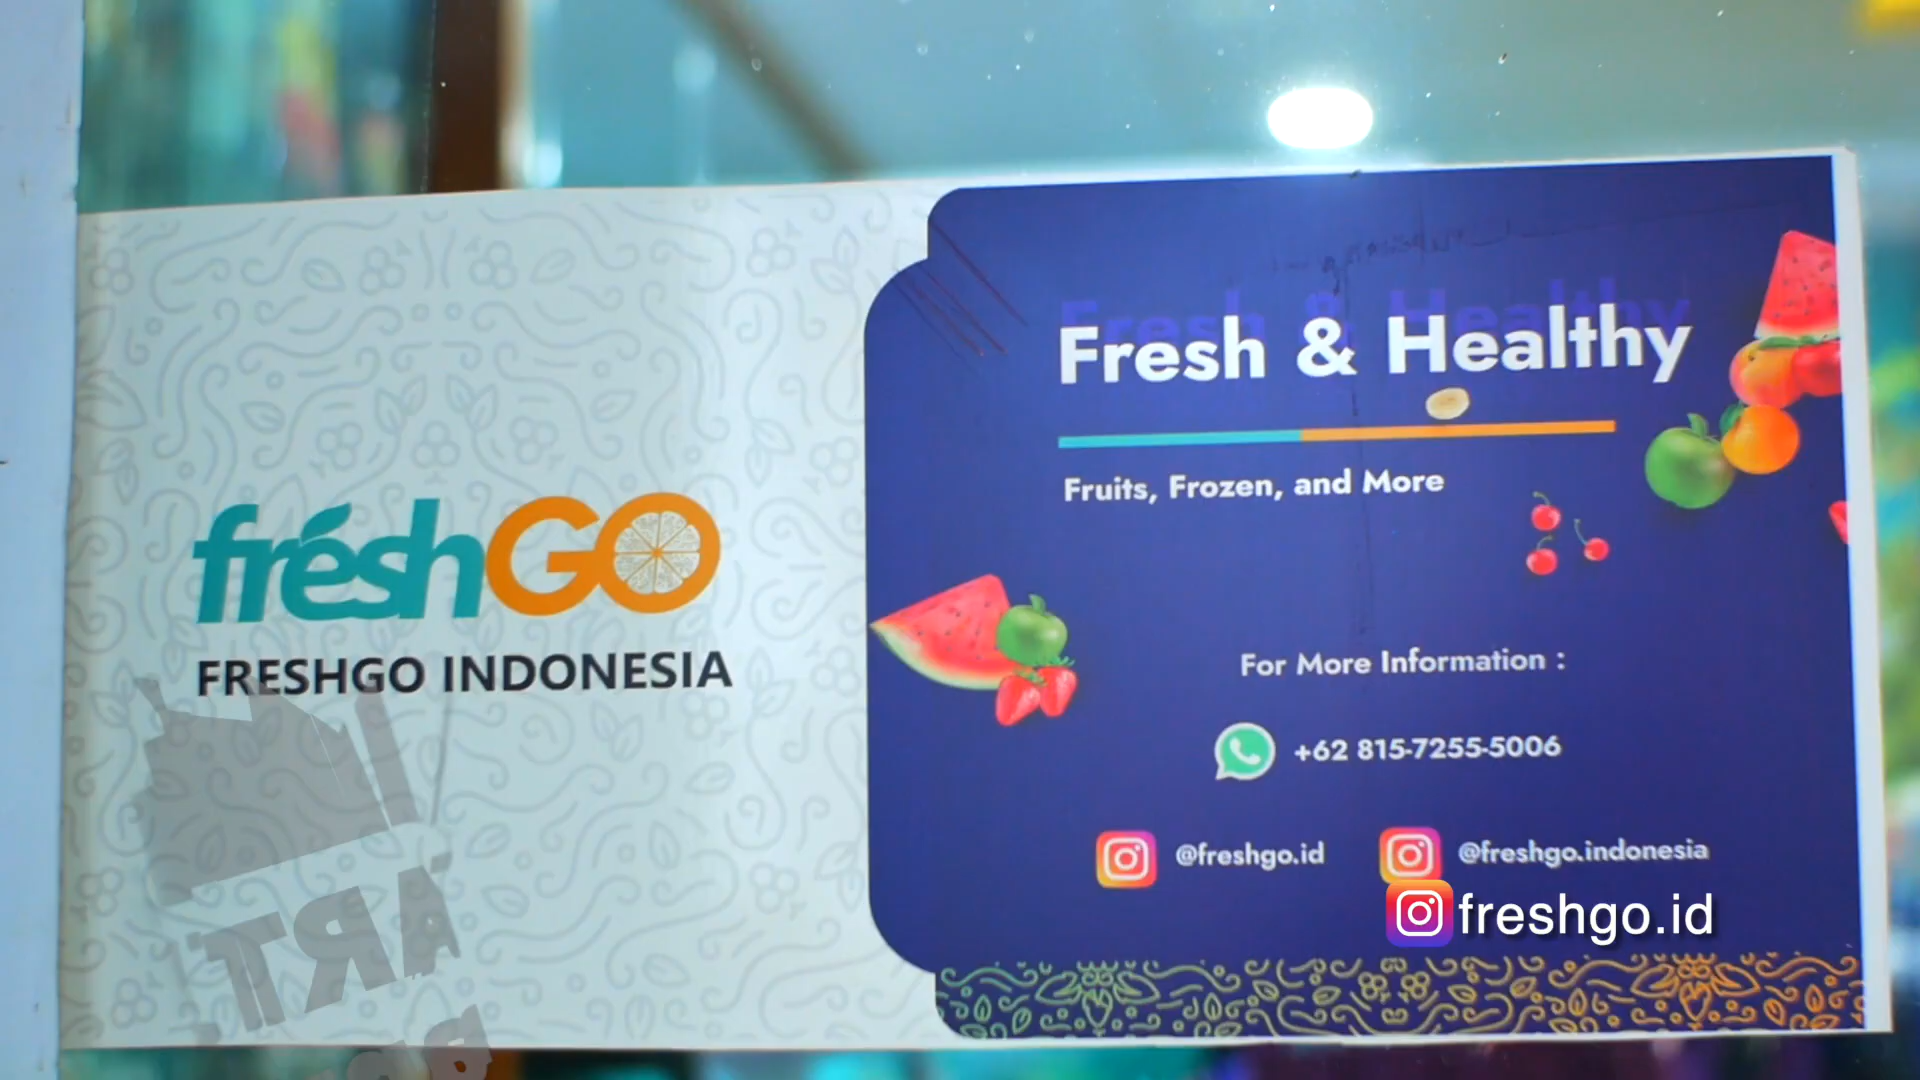 freshGO
FRESHGO INDONESIA
Fresh & Healthy
Fruits, Frozen, and More
For More Information :
+62 815-7255-5006
@freshgo.id
@freshgo.indonesia
freshgo.id
ART